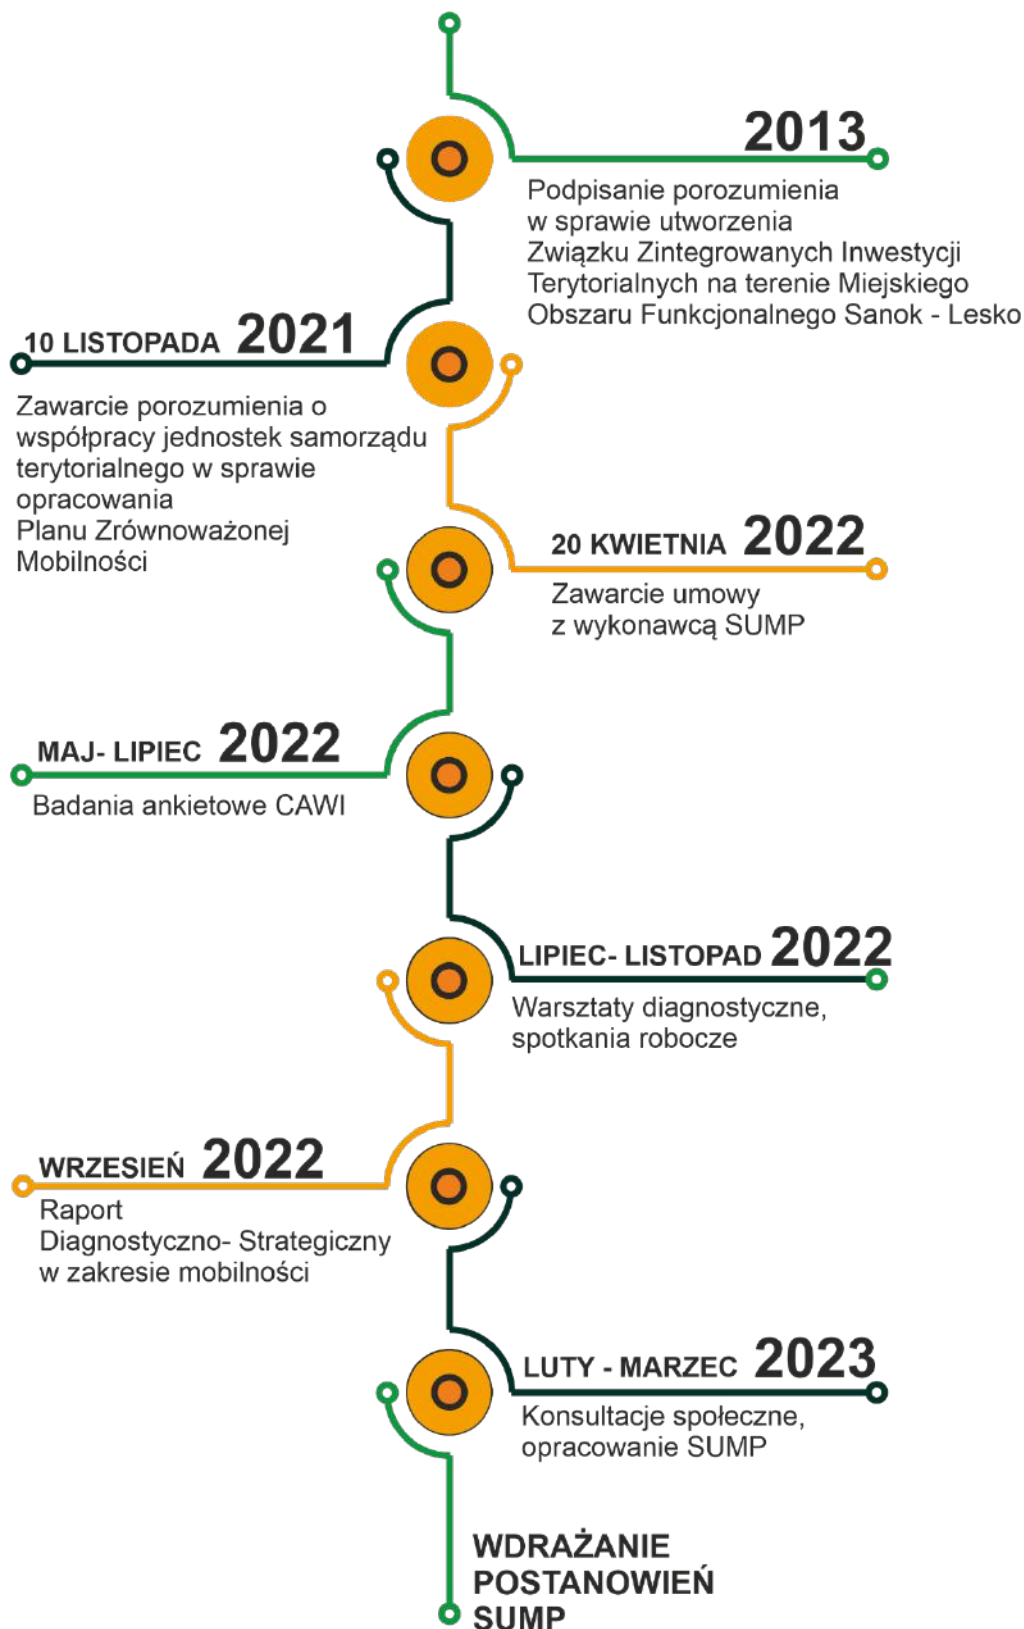 2013
Podpisanie porozumienia
w sprawie utworzenia
Związku Zintegrowanych Inwestycji
Terytorialnych na terenie Miejskiego
Obszaru Funkcjonalnego Sanok - Lesko
10 LISTOPADA 2021
Zawarcie porozumienia o
współpracy jednostek samorządu
terytorialnego w sprawie
opracowania
Planu Zrównoważonej
Mobilności
20 KWIETNIA 2022
Zawarcie umowy
z wykonawcą SUMP
MAJ- LIPIEC 2022
Badania ankietowe CAWI
LIPIEC- LISTOPAD 2022
Warsztaty diagnostyczne,
spotkania robocze
WRZESIEŃ 2022
Raport
Diagnostyczno- Strategiczny
w zakresie mobilności
LUTY - MARZEC 2023
Konsultacje społeczne,
opracowanie SUMP
WDRAŻANIE
POSTANOWIEŃ
SUMP